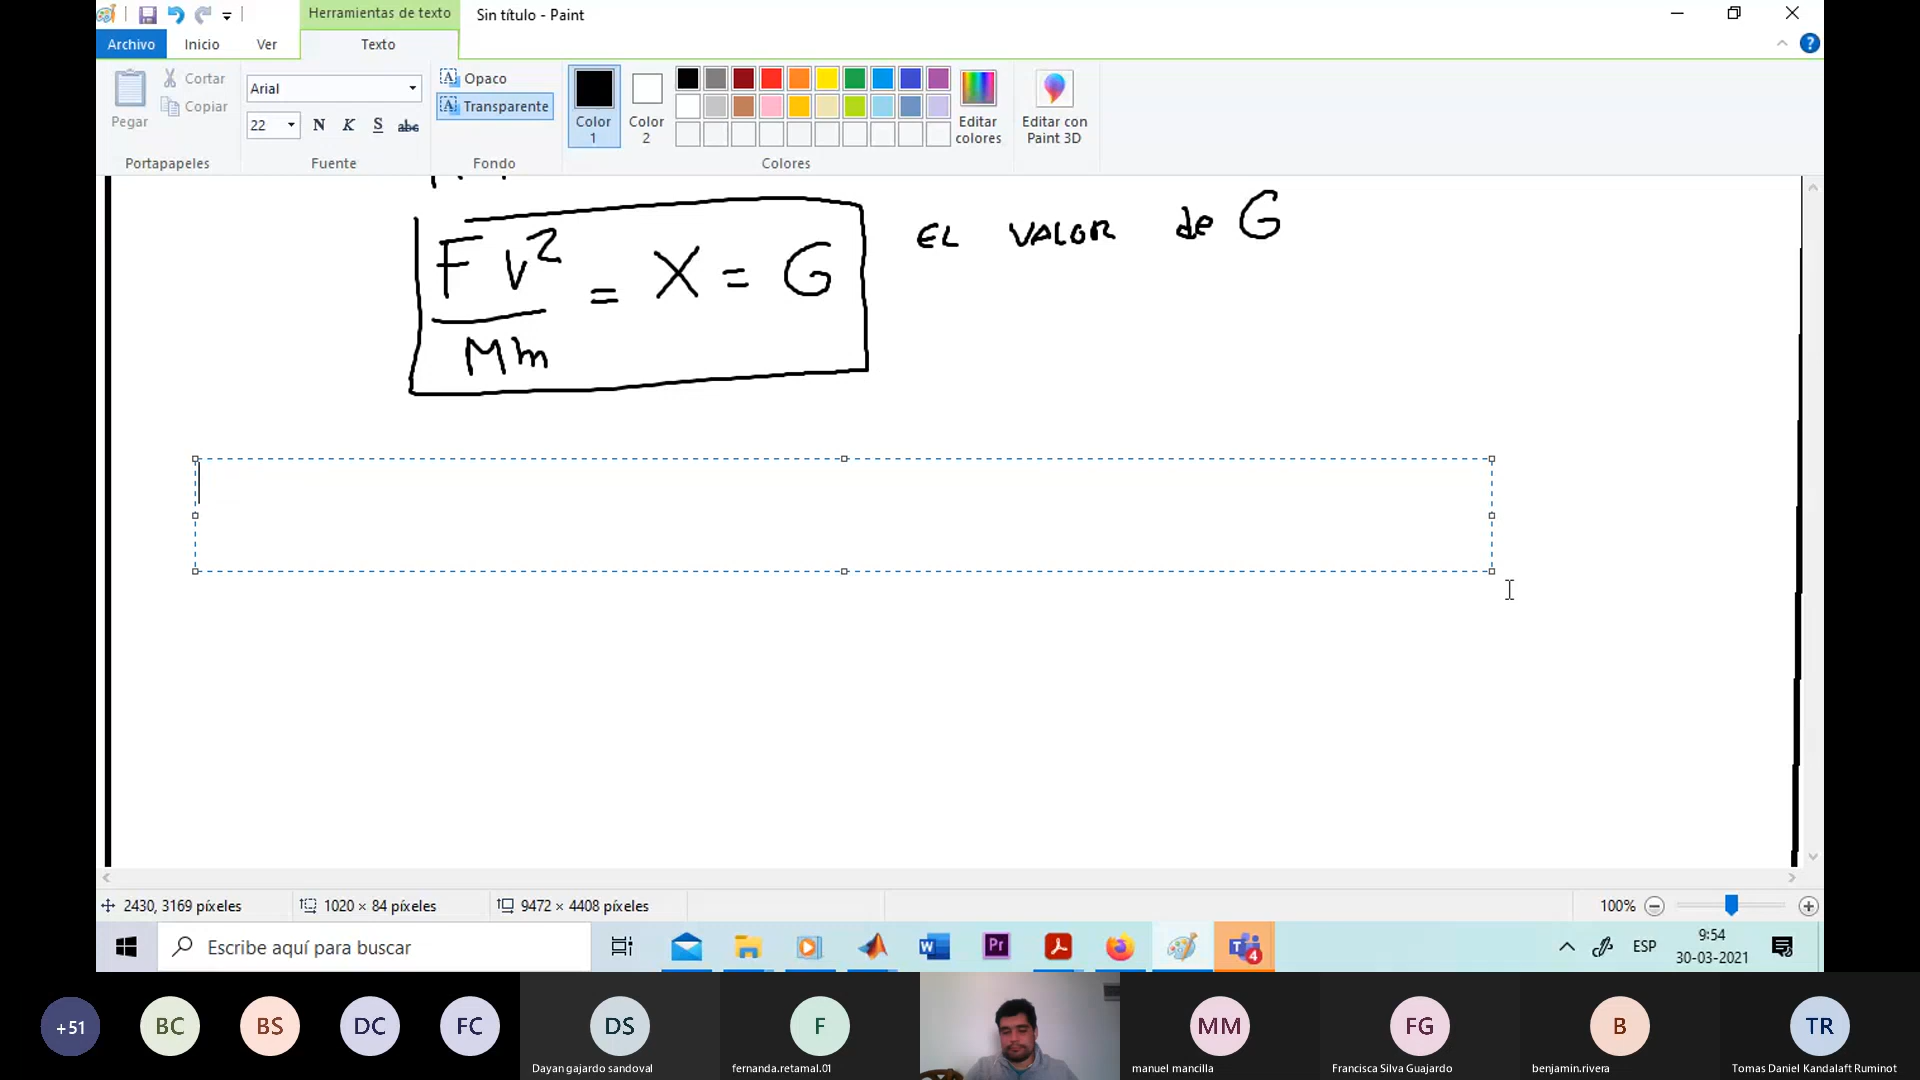 Herramientas de texto
Sin título - Paint
Archivo
Inicio
Ver
Texto
Pegar
Cortar
Copiar
Portapapeles
Arial
22
N K S abc
Fuente
Opaco
Transparente
Fondo
Color 1
Color 2
Editar colores
Editar con Paint 3D
Colores
EL VALOR de G
F v² = X = G
Mm
2430, 3169 píxeles
1020 × 84 píxeles
9472 × 4408 píxeles
100%
Escribe aquí para buscar
W
Pr
4
ESP
9:54
30-03-2021
+51
BC
BS
DC
FC
DS
Dayan gajardo sandoval
F
fernanda.retamal.01
MM
manuel mancilla
FG
Francisca Silva Guajardo
B
benjamin.rivera
TR
Tomas Daniel Kandalaft Ruminot